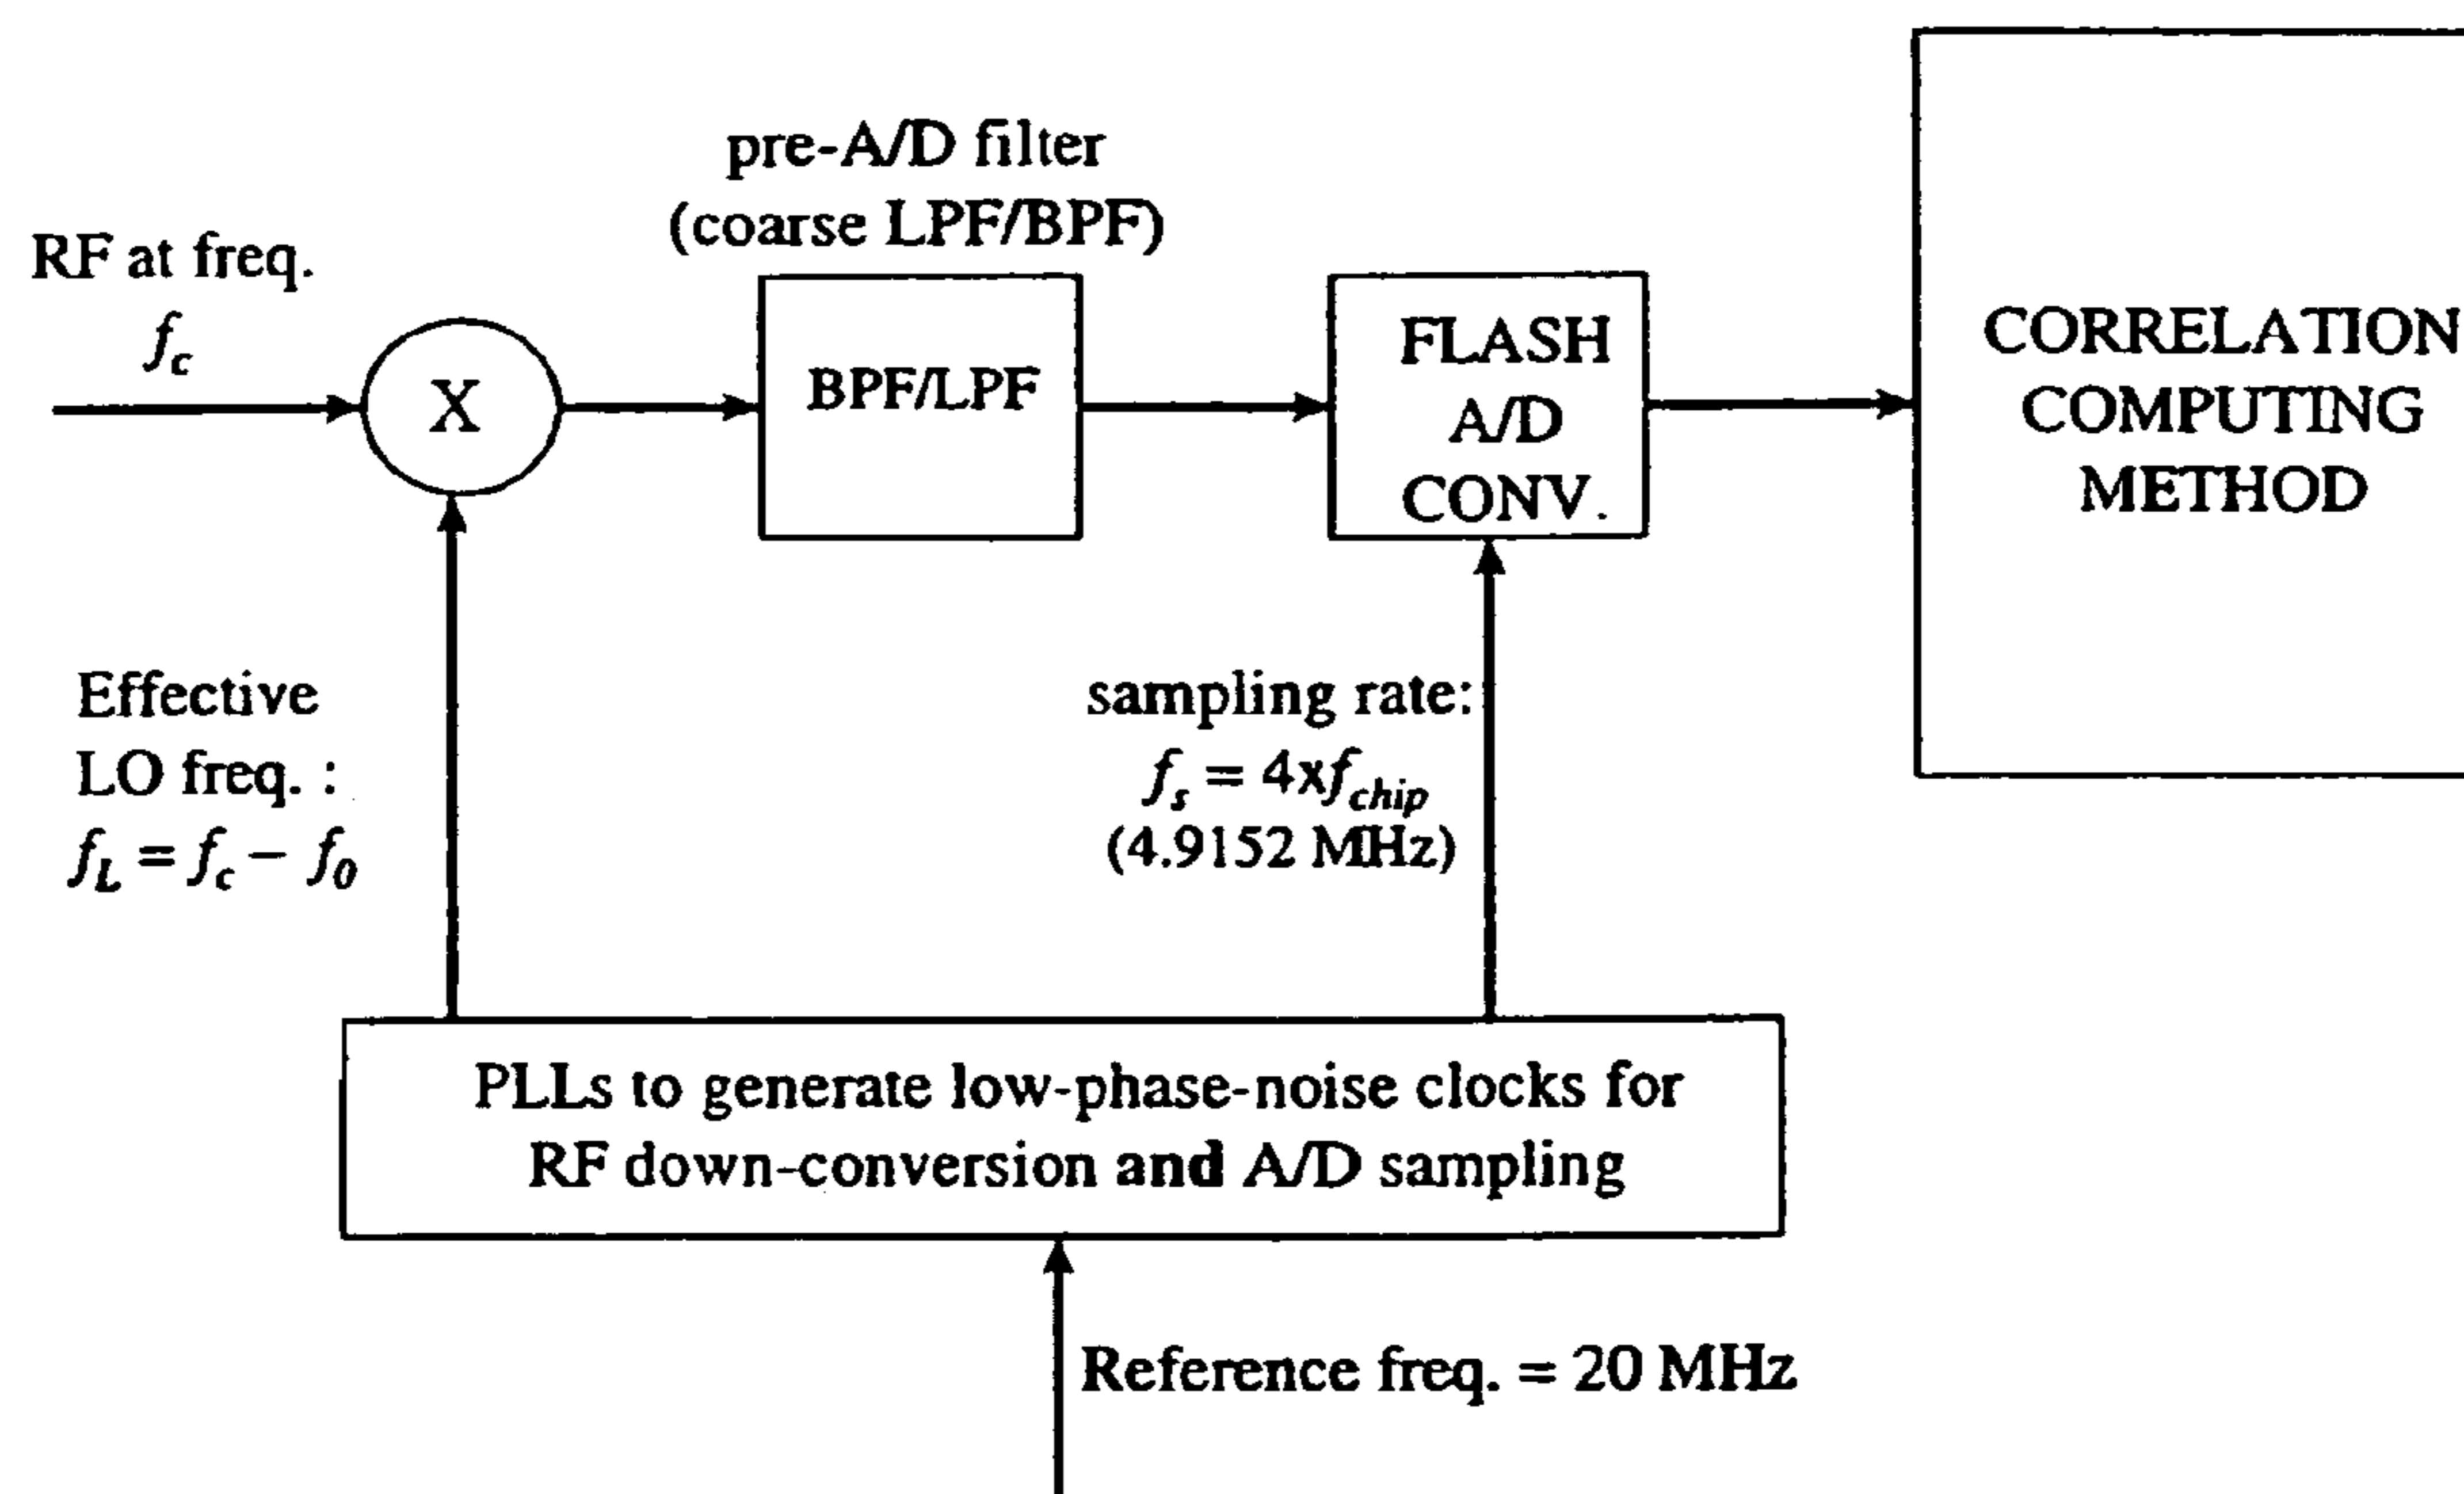 pre-A/D filter
(coarse LPF/BPF)
RF at freq.
f_c
X
BPF/LPF
FLASH
A/D
CONV.
CORRELATION
COMPUTING
METHOD
Effective
LO freq. :
f_L = f_c − f_0
sampling rate:
f_s = 4xf_chip
(4.9152 MHz)
PLLs to generate low-phase-noise clocks for
RF down-conversion and A/D sampling
Reference freq. = 20 MHz